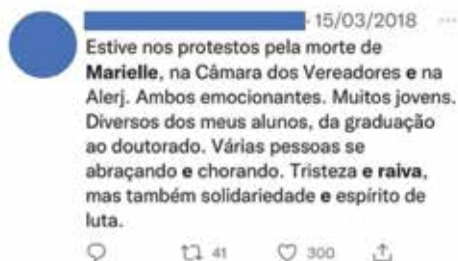 - 15/03/2018 ...
Estive nos protestos pela morte de
Marielle, na Câmara dos Vereadores e na
Alerj. Ambos emocionantes. Muitos jovens.
Diversos dos meus alunos, da graduação
ao doutorado. Várias pessoas se
abraçando e chorando. Tristeza e raiva,
mas também solidariedade e espírito de
luta.
41 300